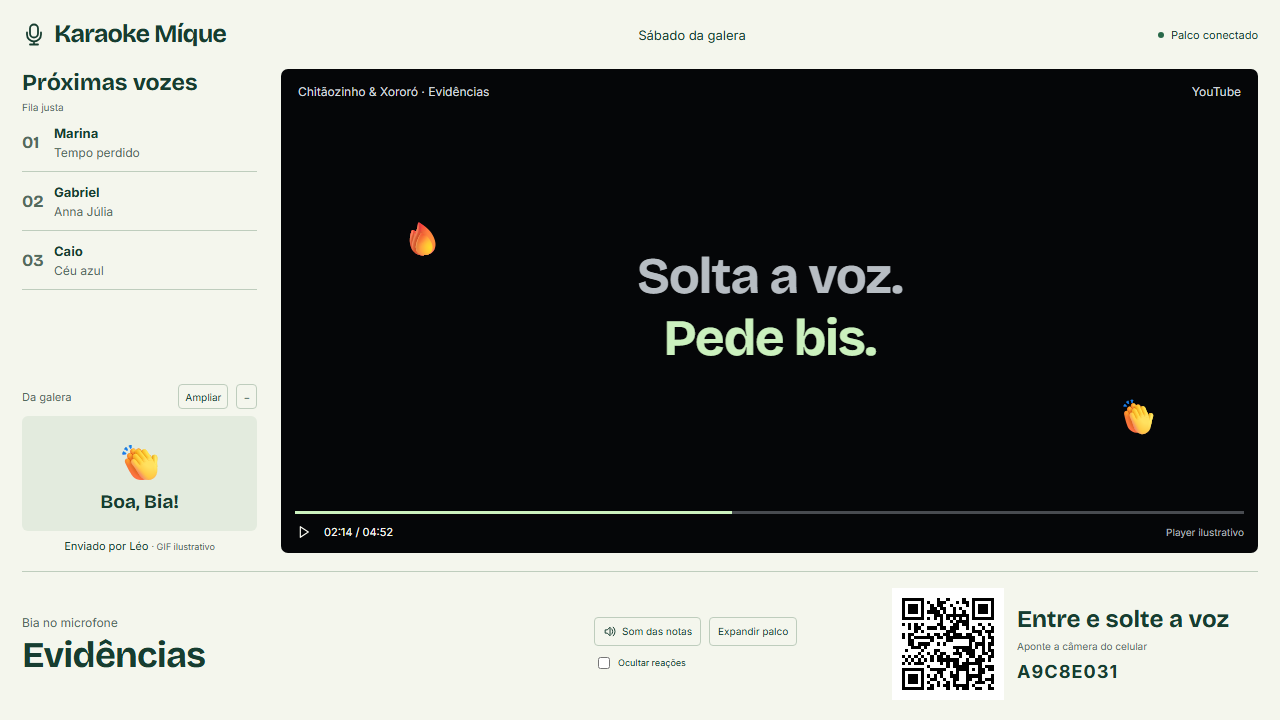 Karaoke Míque
Sábado da galera
Palco conectado
Próximas vozes
Fila justa
01
Marina
Tempo perdido
02
Gabriel
Anna Júlia
03
Caio
Céu azul
Da galera
Ampliar
–
Boa, Bia!
Enviado por Léo · GIF ilustrativo
Chitãozinho & Xororó · Evidências
YouTube
Solta a voz.
Pede bis.
02:14 / 04:52
Player ilustrativo
Bia no microfone
Evidências
Som das notas
Expandir palco
Ocultar reações
Entre e solte a voz
Aponte a câmera do celular
A9C8E031